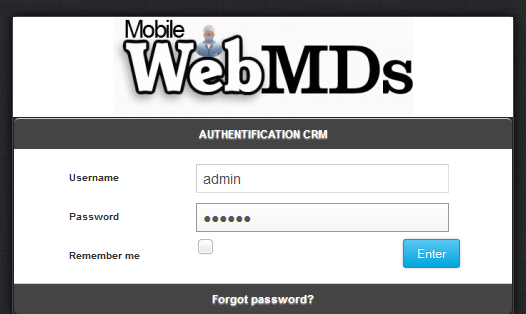 Mobile
WebMDs
AUTHENTIFICATION CRM
Username
admin
Password
●●●●●●
Remember me
Enter
Forgot password?